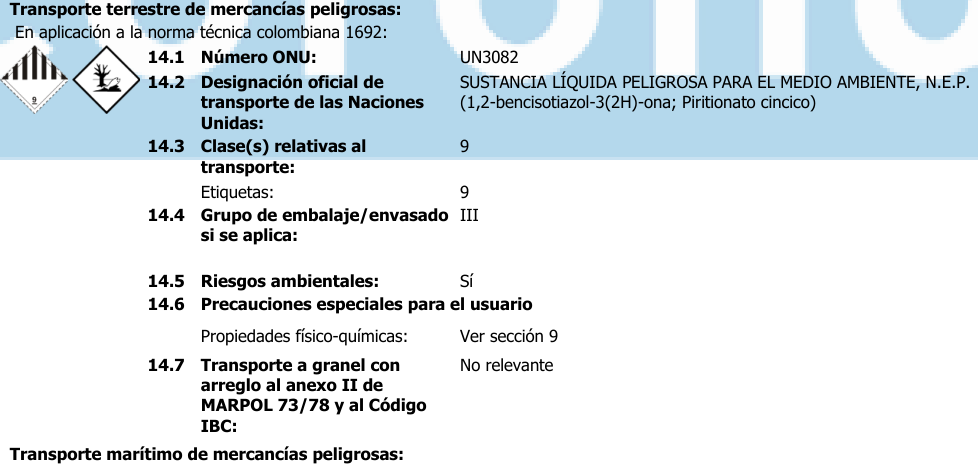 Transporte terrestre de mercancías peligrosas:
En aplicación a la norma técnica colombiana 1692:
14.1 Número ONU: UN3082
14.2 Designación oficial de SUSTANCIA LÍQUIDA PELIGROSA PARA EL MEDIO AMBIENTE, N.E.P.
transporte de las Naciones (1,2-bencisotiazol-3(2H)-ona; Piritionato cincico)
Unidas:
14.3 Clase(s) relativas al 9
transporte:
Etiquetas: 9
14.4 Grupo de embalaje/envasado III
si se aplica:
14.5 Riesgos ambientales: Sí
14.6 Precauciones especiales para el usuario
Propiedades físico-químicas: Ver sección 9
14.7 Transporte a granel con No relevante
arreglo al anexo II de
MARPOL 73/78 y al Código
IBC:
Transporte marítimo de mercancías peligrosas:
9